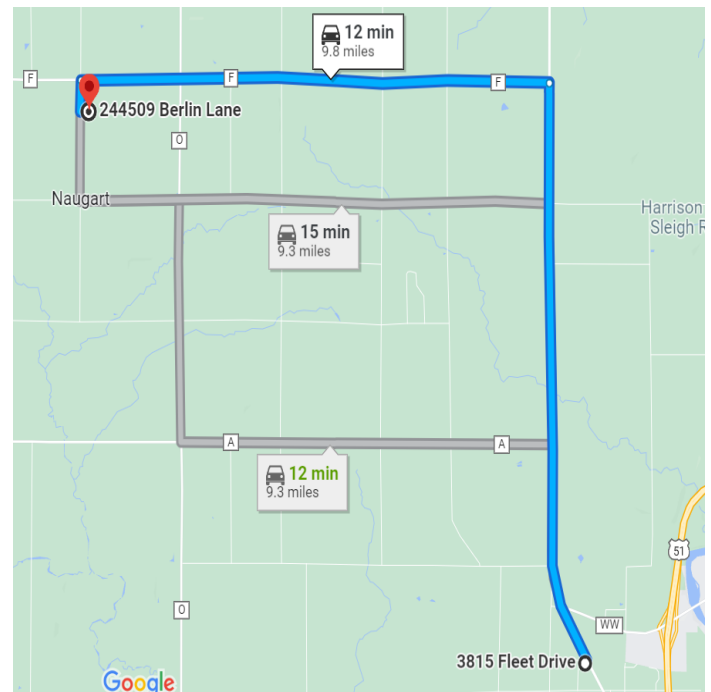 12 min
9.8 miles
F
F
F
244509 Berlin Lane
O
Naugart
Harrison
Sleigh R
15 min
9.3 miles
A
A
12 min
9.3 miles
51
O
WW
3815 Fleet Drive
Google